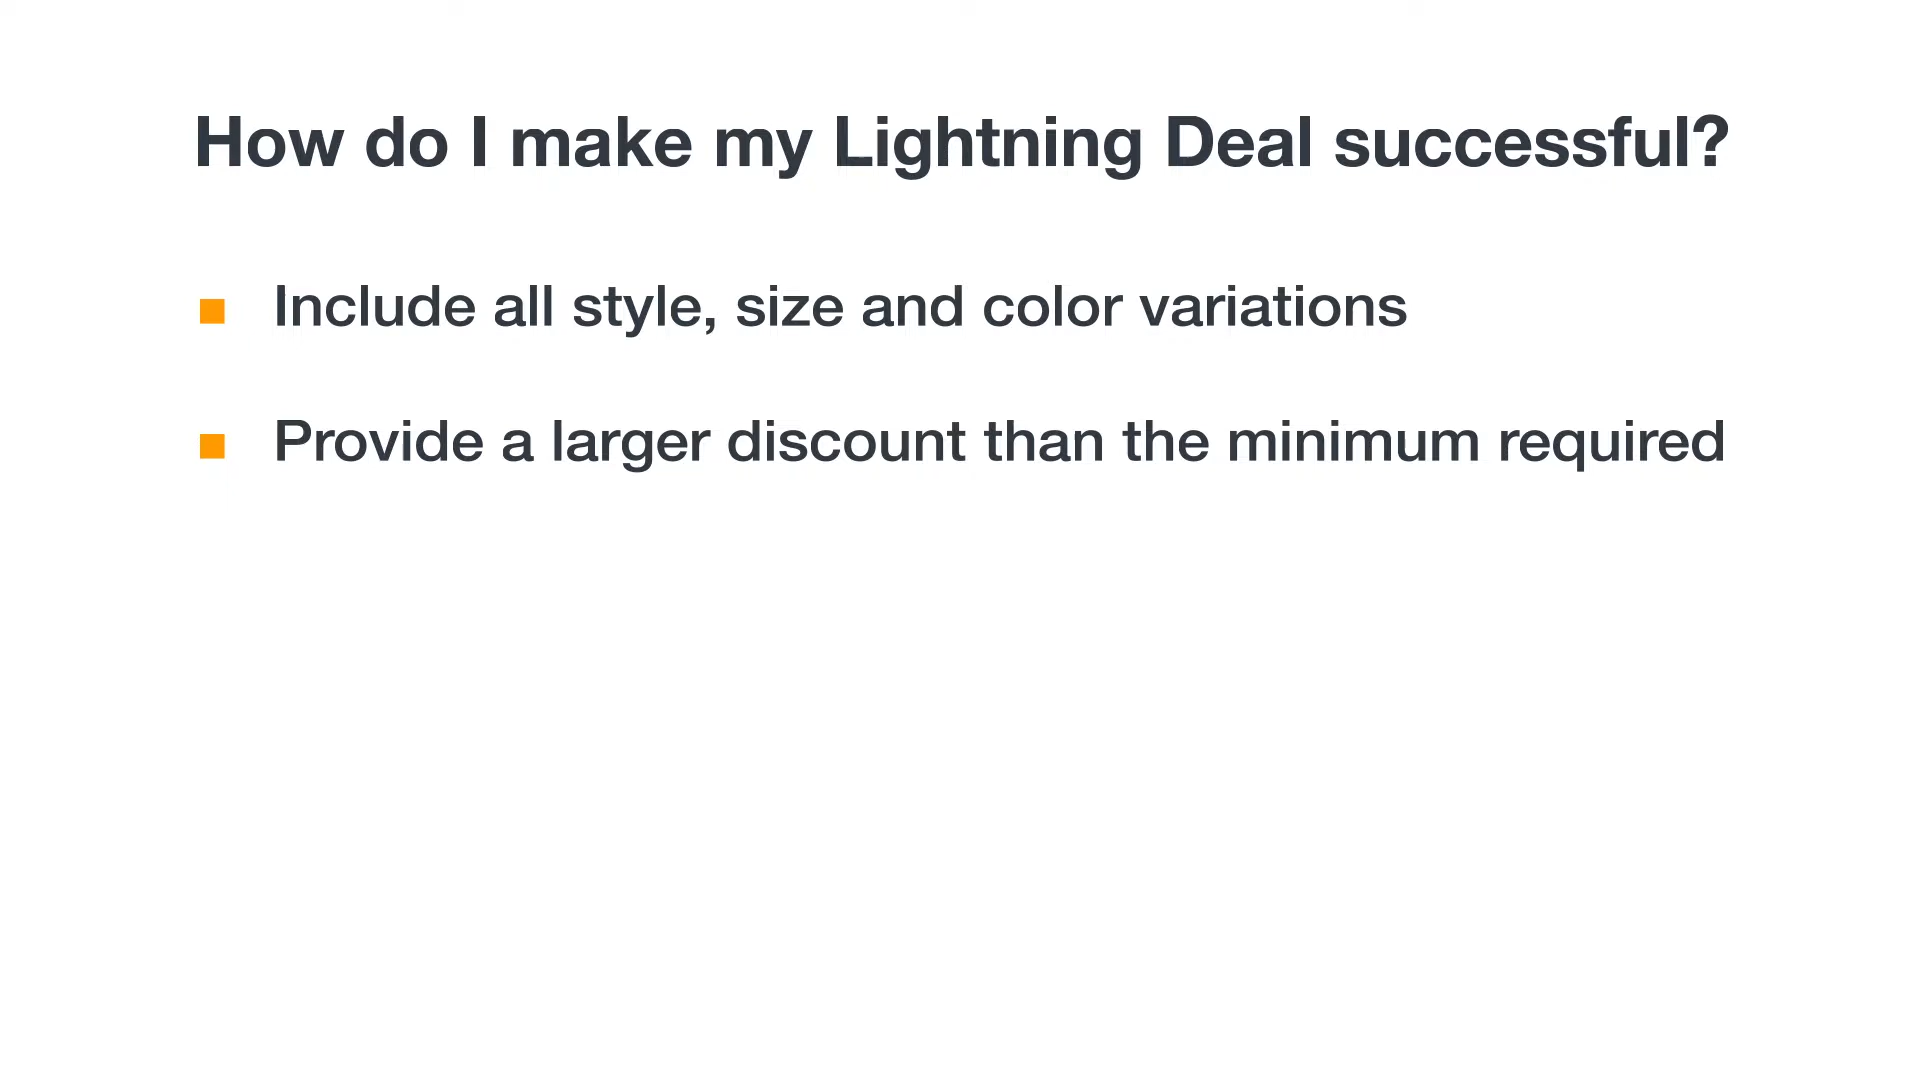 How do I make my Lightning Deal successful?
Include all style, size and color variations
Provide a larger discount than the minimum required